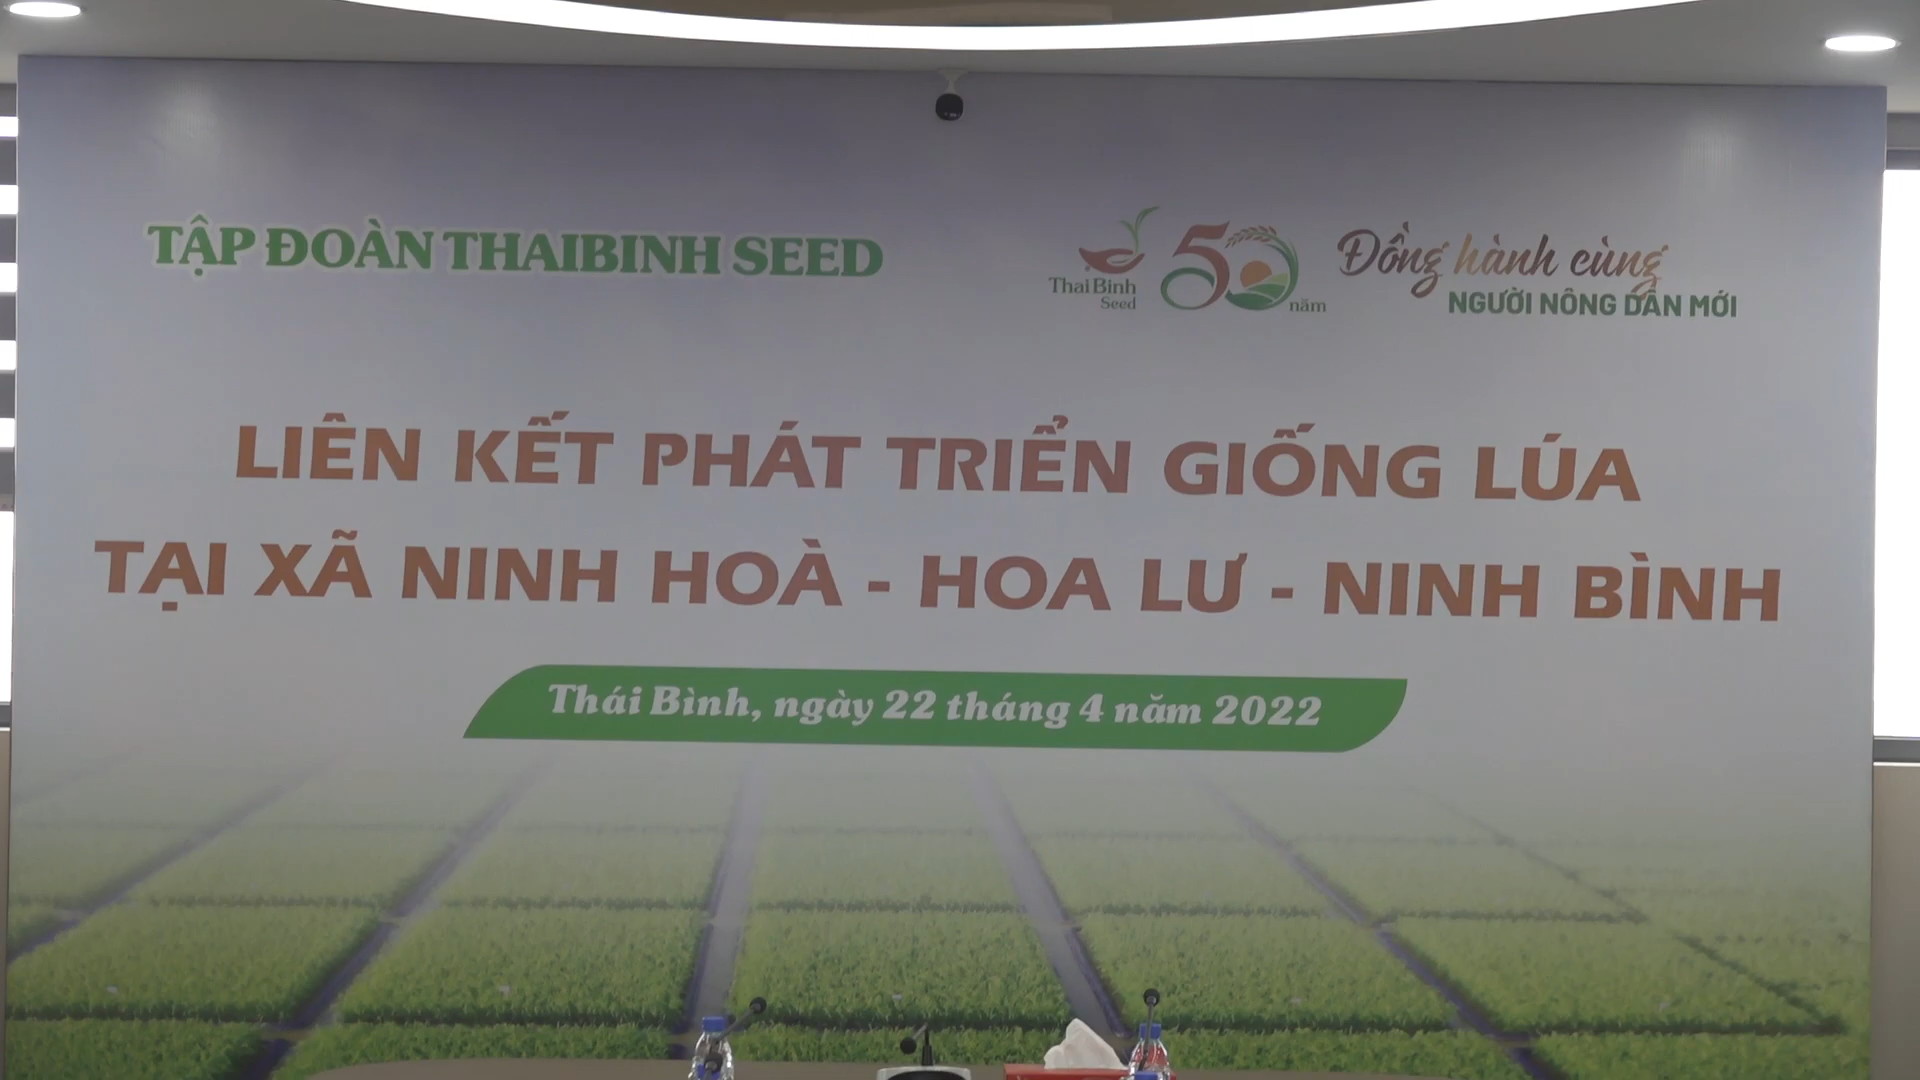 TẬP ĐOÀN THAIBINH SEED
ThaiBinh
Seed
50 năm
Đồng hành cùng
NGƯỜI NÔNG DÂN MỚI
LIÊN KẾT PHÁT TRIỂN GIỐNG LÚA
TẠI XÃ NINH HOÀ - HOA LƯ - NINH BÌNH
Thái Bình, ngày 22 tháng 4 năm 2022